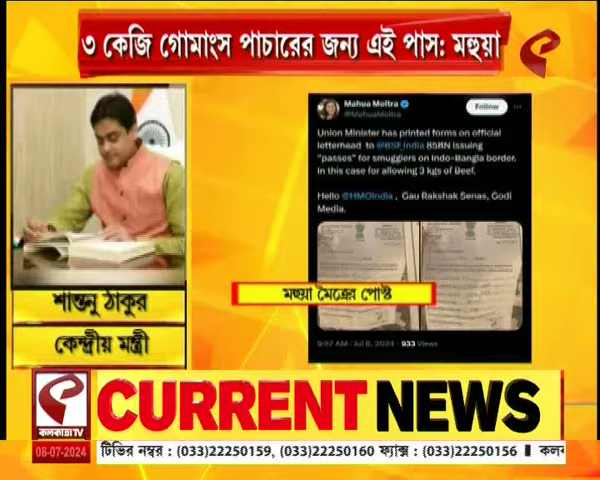 ৩ কেজি গোমাংস পাচারের জন্য এই পাস: মহুয়া
Mahua Moitra
@MahuaMoitra
Follow
Union Minister has printed forms on official
letterhead to @BSF_India 85BN issuing
"passes" for smugglers on Indo-Bangla border.
In this case for allowing 3 kgs of Beef.
Hello @HMOIndia , Gau Rakshak Senas, Godi
Media.
মহুয়া মৈত্রের পোস্ট
9:57 AM · Jul 8, 2024 · 933 Views
শান্তনু ঠাকুর
কেন্দ্রীয় মন্ত্রী
কলকাতা TV
CURRENT NEWS
08-07-2024
টিভির নম্বর : (033)22250159, (033)22250160 ফ্যাক্স : (033)22250156